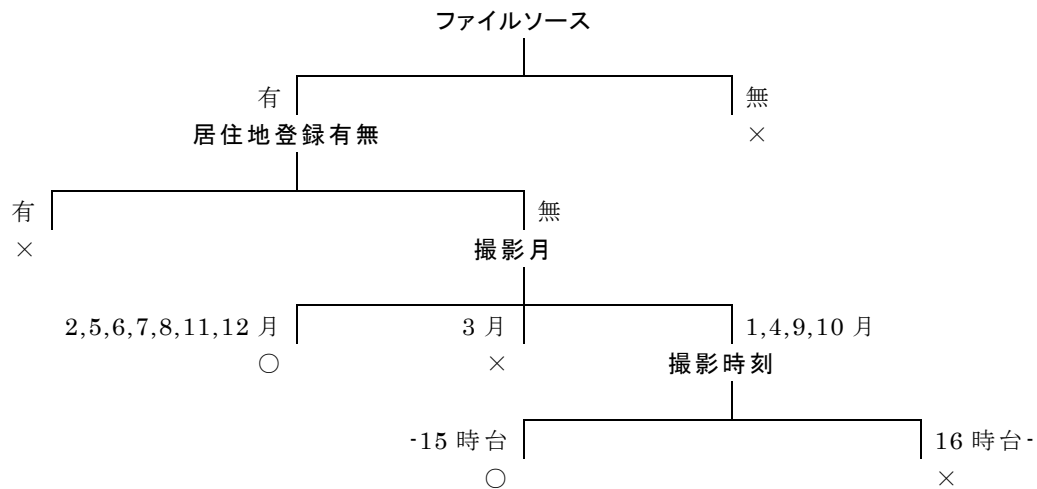 ファイルソース
有 無
居住地登録有無 ×
有 無
× 撮影月
2,5,6,7,8,11,12 月 3 月 1,4,9,10 月
○ × 撮影時刻
-15 時台 16 時台-
○ ×